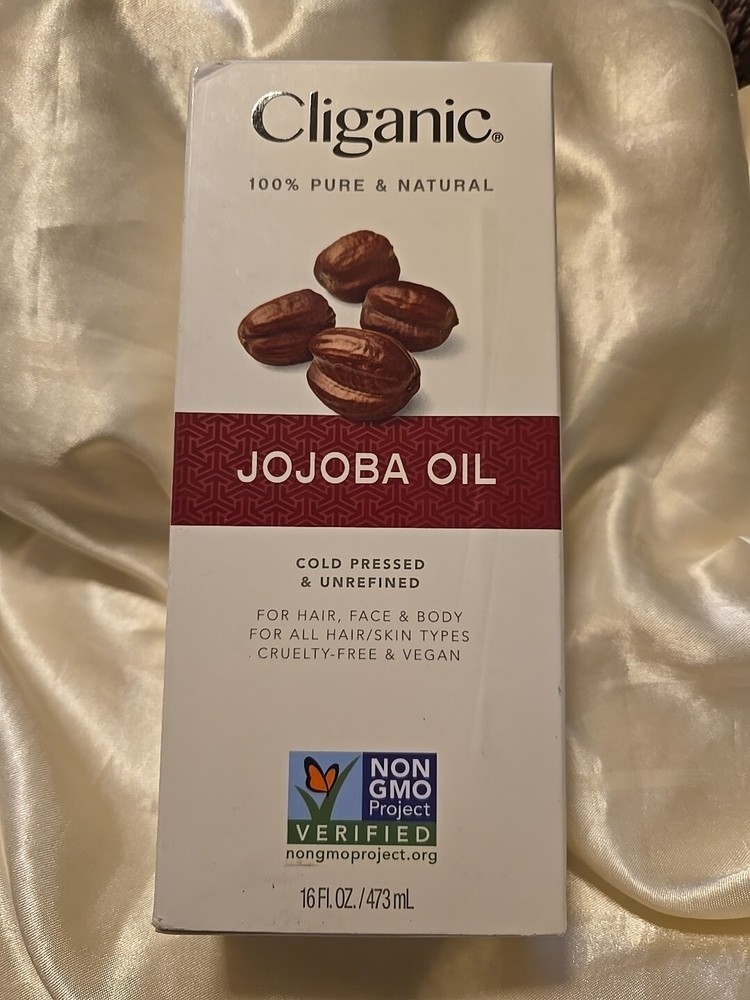 Cliganic®
100% PURE & NATURAL
JOJOBA OIL
COLD PRESSED
& UNREFINED
FOR HAIR, FACE & BODY
FOR ALL HAIR/SKIN TYPES
CRUELTY-FREE & VEGAN
NON
GMO
Project
VERIFIED
nongmoproject.org
16 Fl. OZ. / 473 mL